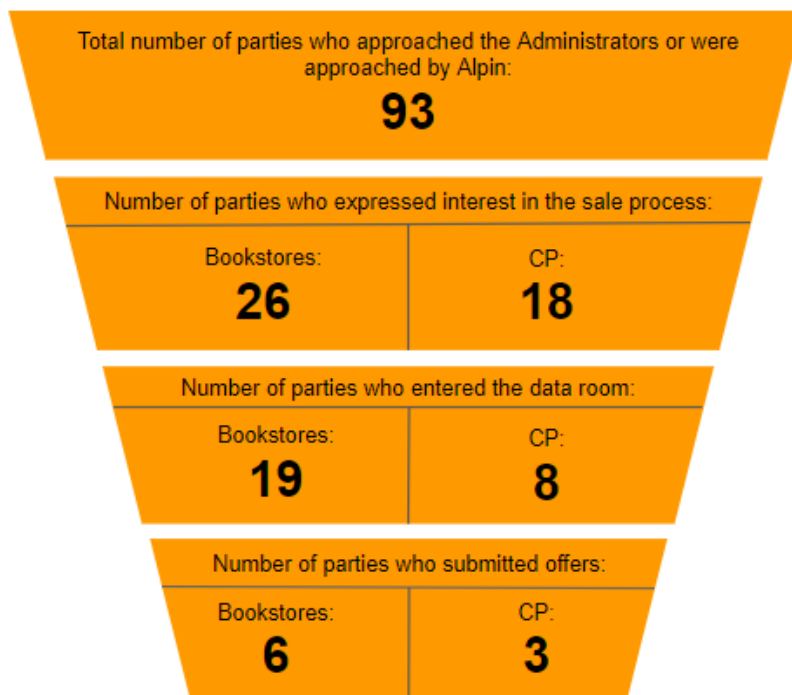 Total number of parties who approached the Administrators or were
approached by Alpin:
93
Number of parties who expressed interest in the sale process:
Bookstores:
26
CP:
18
Number of parties who entered the data room:
Bookstores:
19
CP:
8
Number of parties who submitted offers:
Bookstores:
6
CP:
3